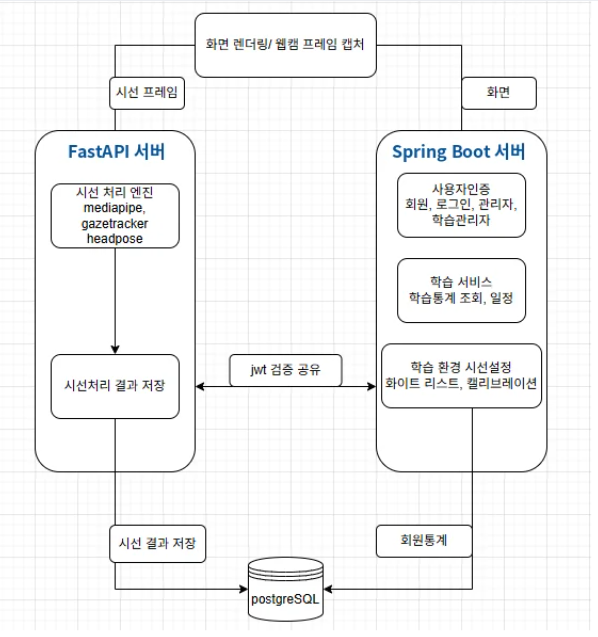 화면 렌더링/ 웹캠 프레임 캡처
시선 프레임
화면
FastAPI 서버
시선 처리 엔진
mediapipe,
gazetracker
headpose
시선처리 결과 저장
jwt 검증 공유
Spring Boot 서버
사용자인증
회원, 로그인, 관리자,
학습관리자
학습 서비스
학습통계 조회, 일정
학습 환경 시선설정
화이트 리스트, 캘리브레이션
시선 결과 저장
회원통계
postgreSQL